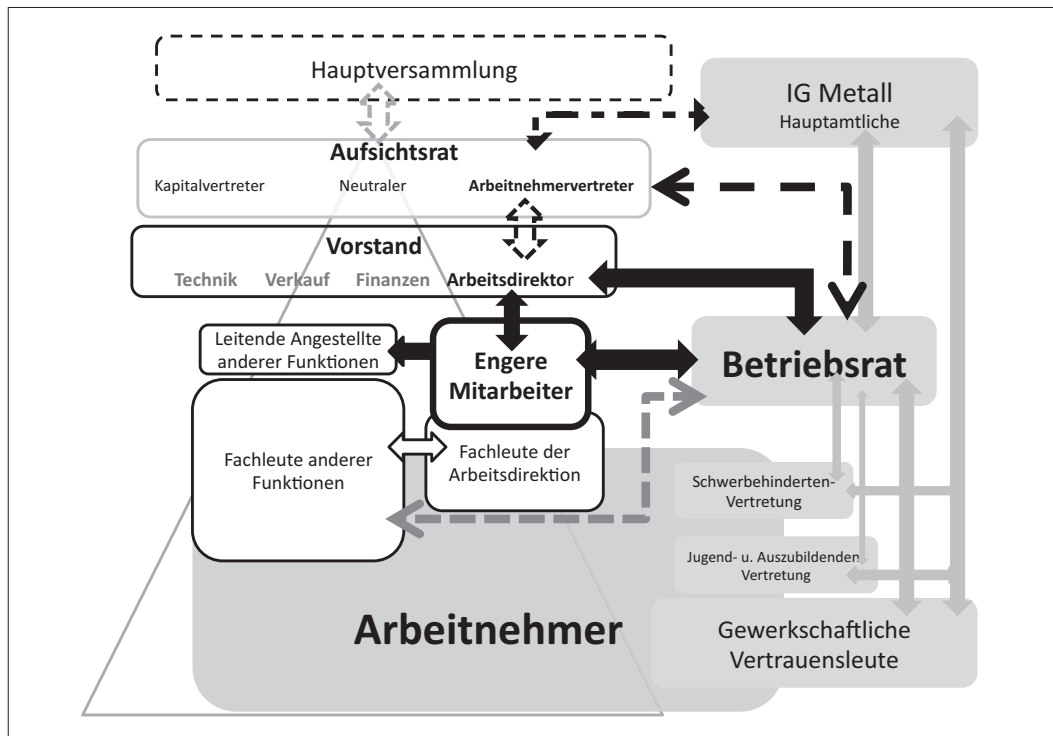 Hauptversammlung
IG Metall
Hauptamtliche
Aufsichtsrat
Kapitalvertreter Neutraler Arbeitnehmervertreter
Vorstand
Technik Verkauf Finanzen Arbeitsdirektor
Leitende Angestellte
anderer Funktionen
Engere
Mitarbeiter
Betriebsrat
Fachleute anderer
Funktionen
Fachleute der
Arbeitsdirektion
Schwerbehinderten-
Vertretung
Jugend- u. Auszubildenden
Vertretung
Arbeitnehmer
Gewerkschaftliche
Vertrauensleute